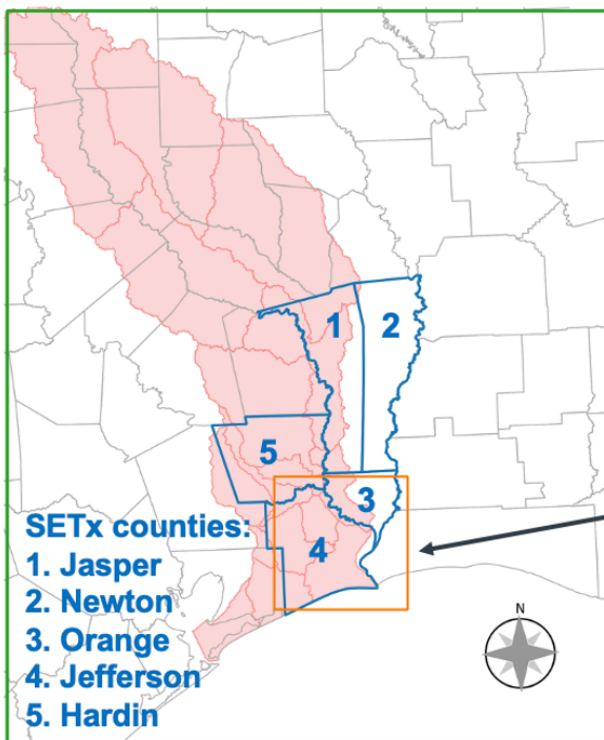 1
2
5
3
4
SETx counties:
1. Jasper
2. Newton
3. Orange
4. Jefferson
5. Hardin
N